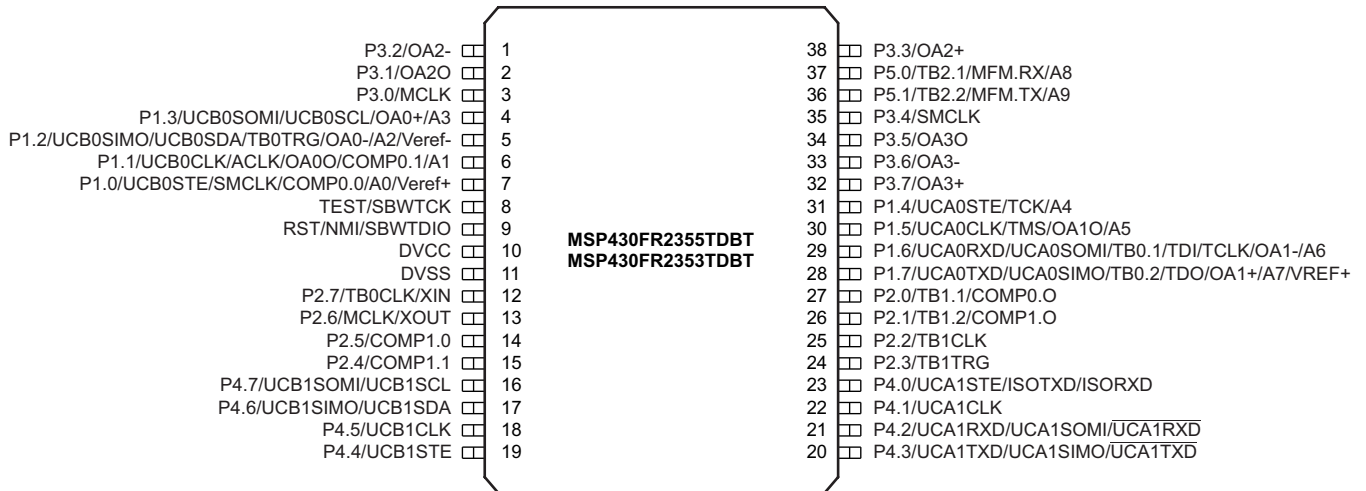 P3.2/OA2- 1 38 P3.3/OA2+
P3.1/OA2O 2 37 P5.0/TB2.1/MFM.RX/A8
P3.0/MCLK 3 36 P5.1/TB2.2/MFM.TX/A9
P1.3/UCB0SOMI/UCB0SCL/OA0+/A3 4 35 P3.4/SMCLK
P1.2/UCB0SIMO/UCB0SDA/TB0TRG/OA0-/A2/Veref- 5 34 P3.5/OA3O
P1.1/UCB0CLK/ACLK/OA0O/COMP0.1/A1 6 33 P3.6/OA3-
P1.0/UCB0STE/SMCLK/COMP0.0/A0/Veref+ 7 32 P3.7/OA3+
TEST/SBWTCK 8 31 P1.4/UCA0STE/TCK/A4
RST/NMI/SBWTDIO 9 30 P1.5/UCA0CLK/TMS/OA1O/A5
MSP430FR2355TDBT
DVCC 10 29 P1.6/UCA0RXD/UCA0SOMI/TB0.1/TDI/TCLK/OA1-/A6
MSP430FR2353TDBT
DVSS 11 28 P1.7/UCA0TXD/UCA0SIMO/TB0.2/TDO/OA1+/A7/VREF+
P2.7/TB0CLK/XIN 12 27 P2.0/TB1.1/COMP0.O
P2.6/MCLK/XOUT 13 26 P2.1/TB1.2/COMP1.O
P2.5/COMP1.0 14 25 P2.2/TB1CLK
P2.4/COMP1.1 15 24 P2.3/TB1TRG
P4.7/UCB1SOMI/UCB1SCL 16 23 P4.0/UCA1STE/ISOTXD/ISORXD
P4.6/UCB1SIMO/UCB1SDA 17 22 P4.1/UCA1CLK
P4.5/UCB1CLK 18 21 P4.2/UCA1RXD/UCA1SOMI/UCA1RXD
P4.4/UCB1STE 19 20 P4.3/UCA1TXD/UCA1SIMO/UCA1TXD